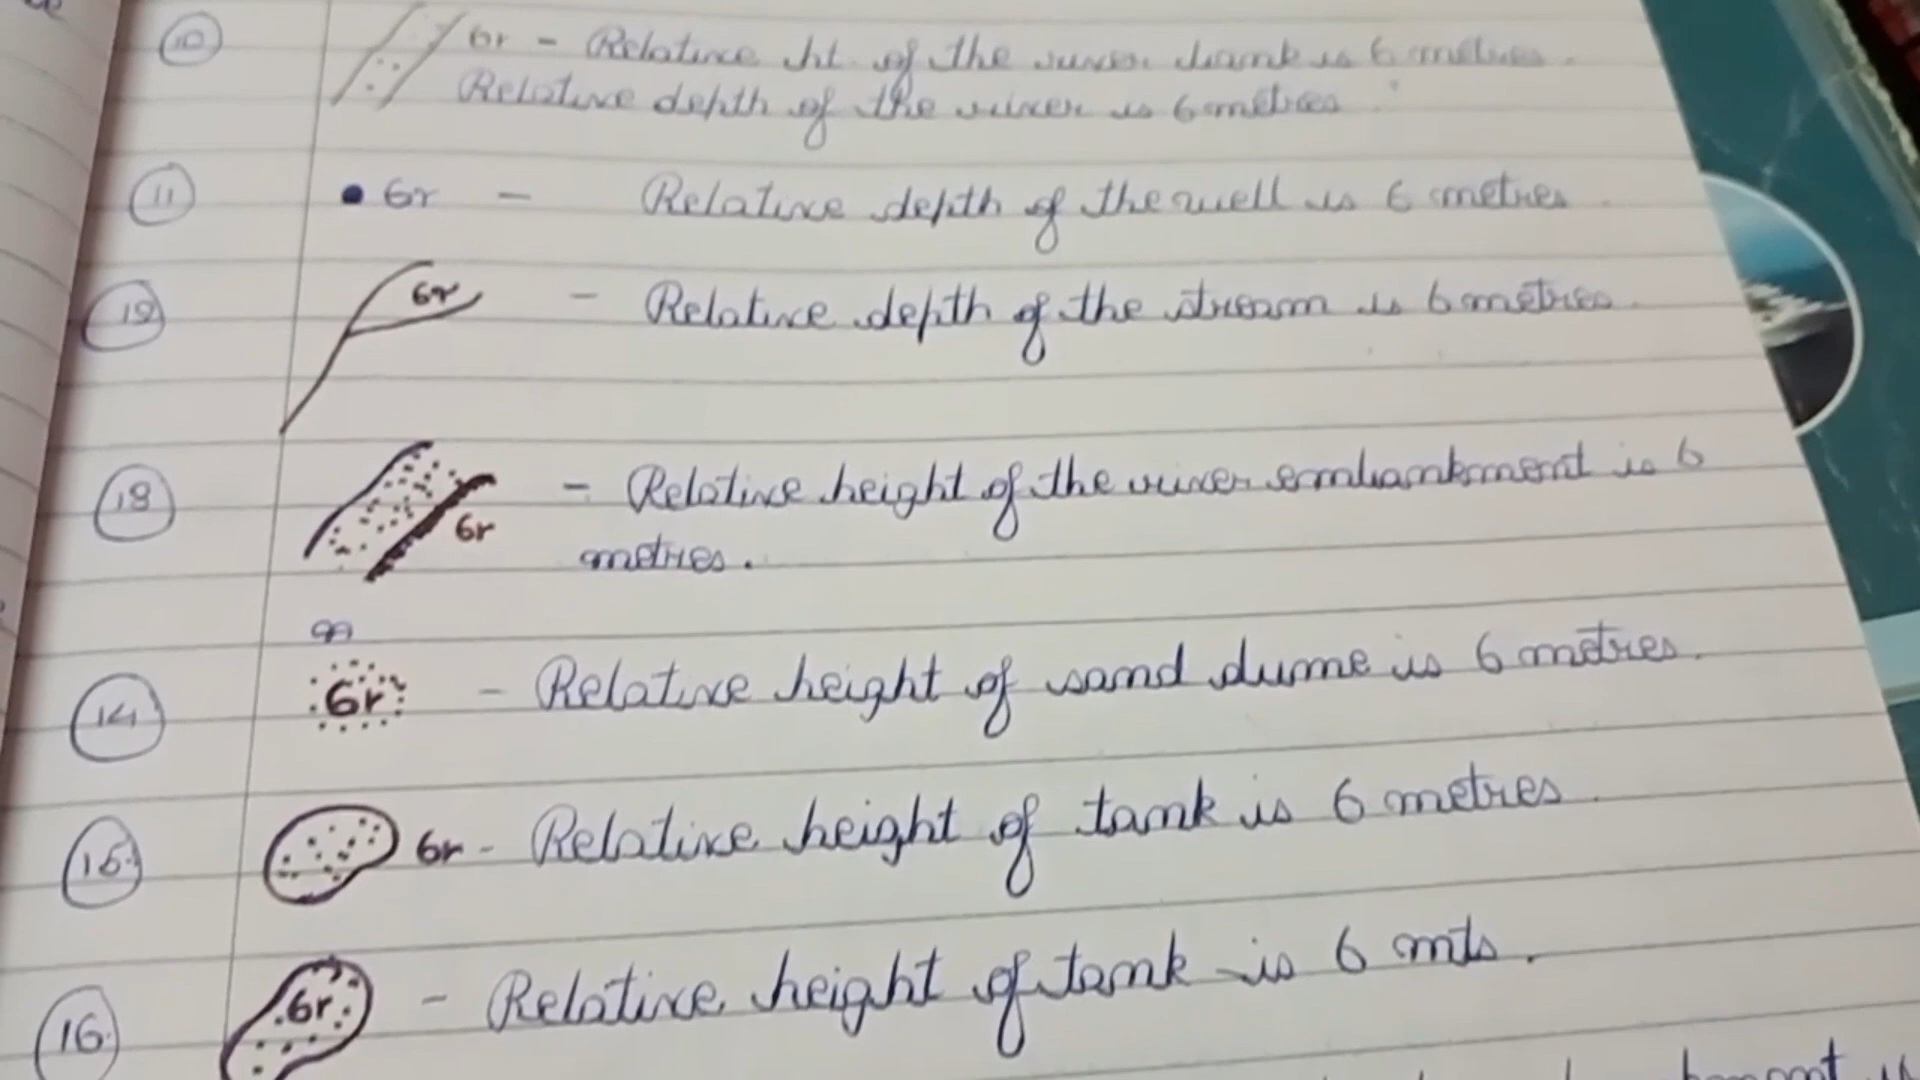 10 6r - Relative ht of the river bank is 6 metres.
Relative depth of the river is 6 metres
11 6r - Relative depth of the well is 6 metres
12 6r - Relative depth of the stream is 6 metres
13 6r - Relative height of the river embankment is 6
metres.
14 6r - Relative height of sand dume is 6 metres.
15. 6r - Relative height of tank is 6 metres.
16. 6r - Relative height of tank is 6 mts.